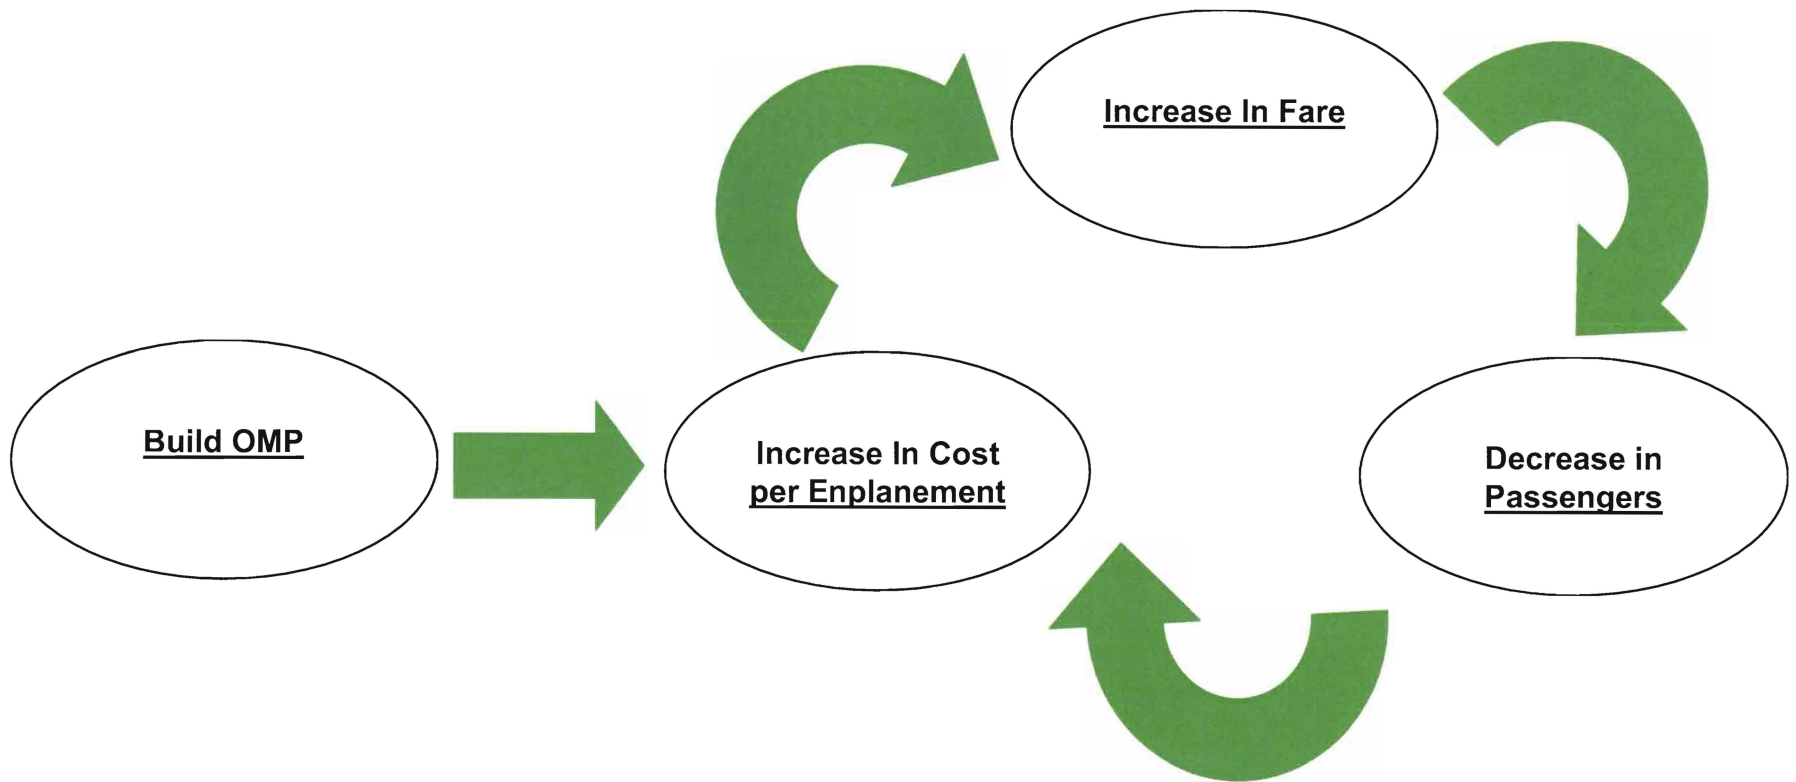 Increase In Fare
Build OMP
Increase In Cost
per Enplanement
Decrease in
Passengers